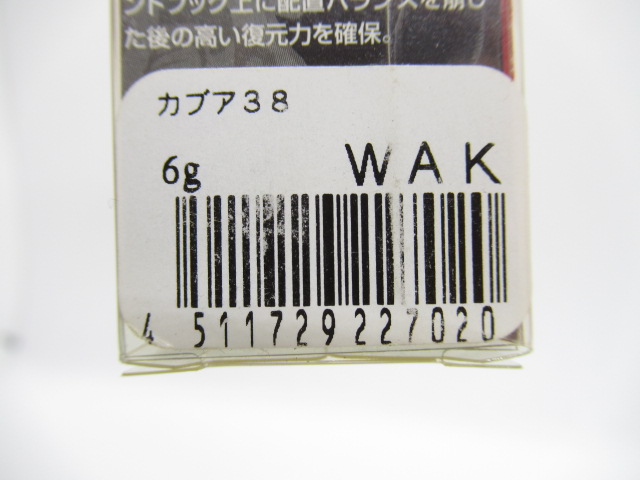 ントフック上に配置バランスを崩し
た後の高い復元力を確保。
カブア３８
6g WAK
4 511729 227020